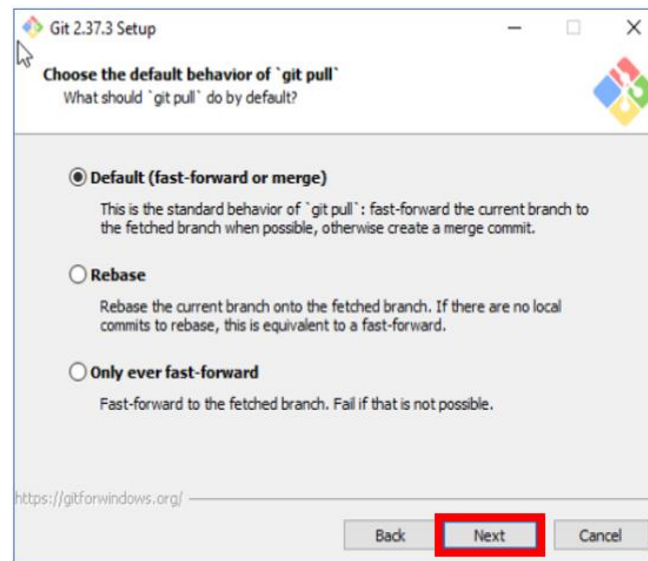 Git 2.37.3 Setup
Choose the default behavior of `git pull`
What should `git pull` do by default?
Default (fast-forward or merge)
This is the standard behavior of `git pull`: fast-forward the current branch to
the fetched branch when possible, otherwise create a merge commit.
Rebase
Rebase the current branch onto the fetched branch. If there are no local
commits to rebase, this is equivalent to a fast-forward.
Only ever fast-forward
Fast-forward to the fetched branch. Fail if that is not possible.
https://gitforwindows.org/
Back Next Cancel